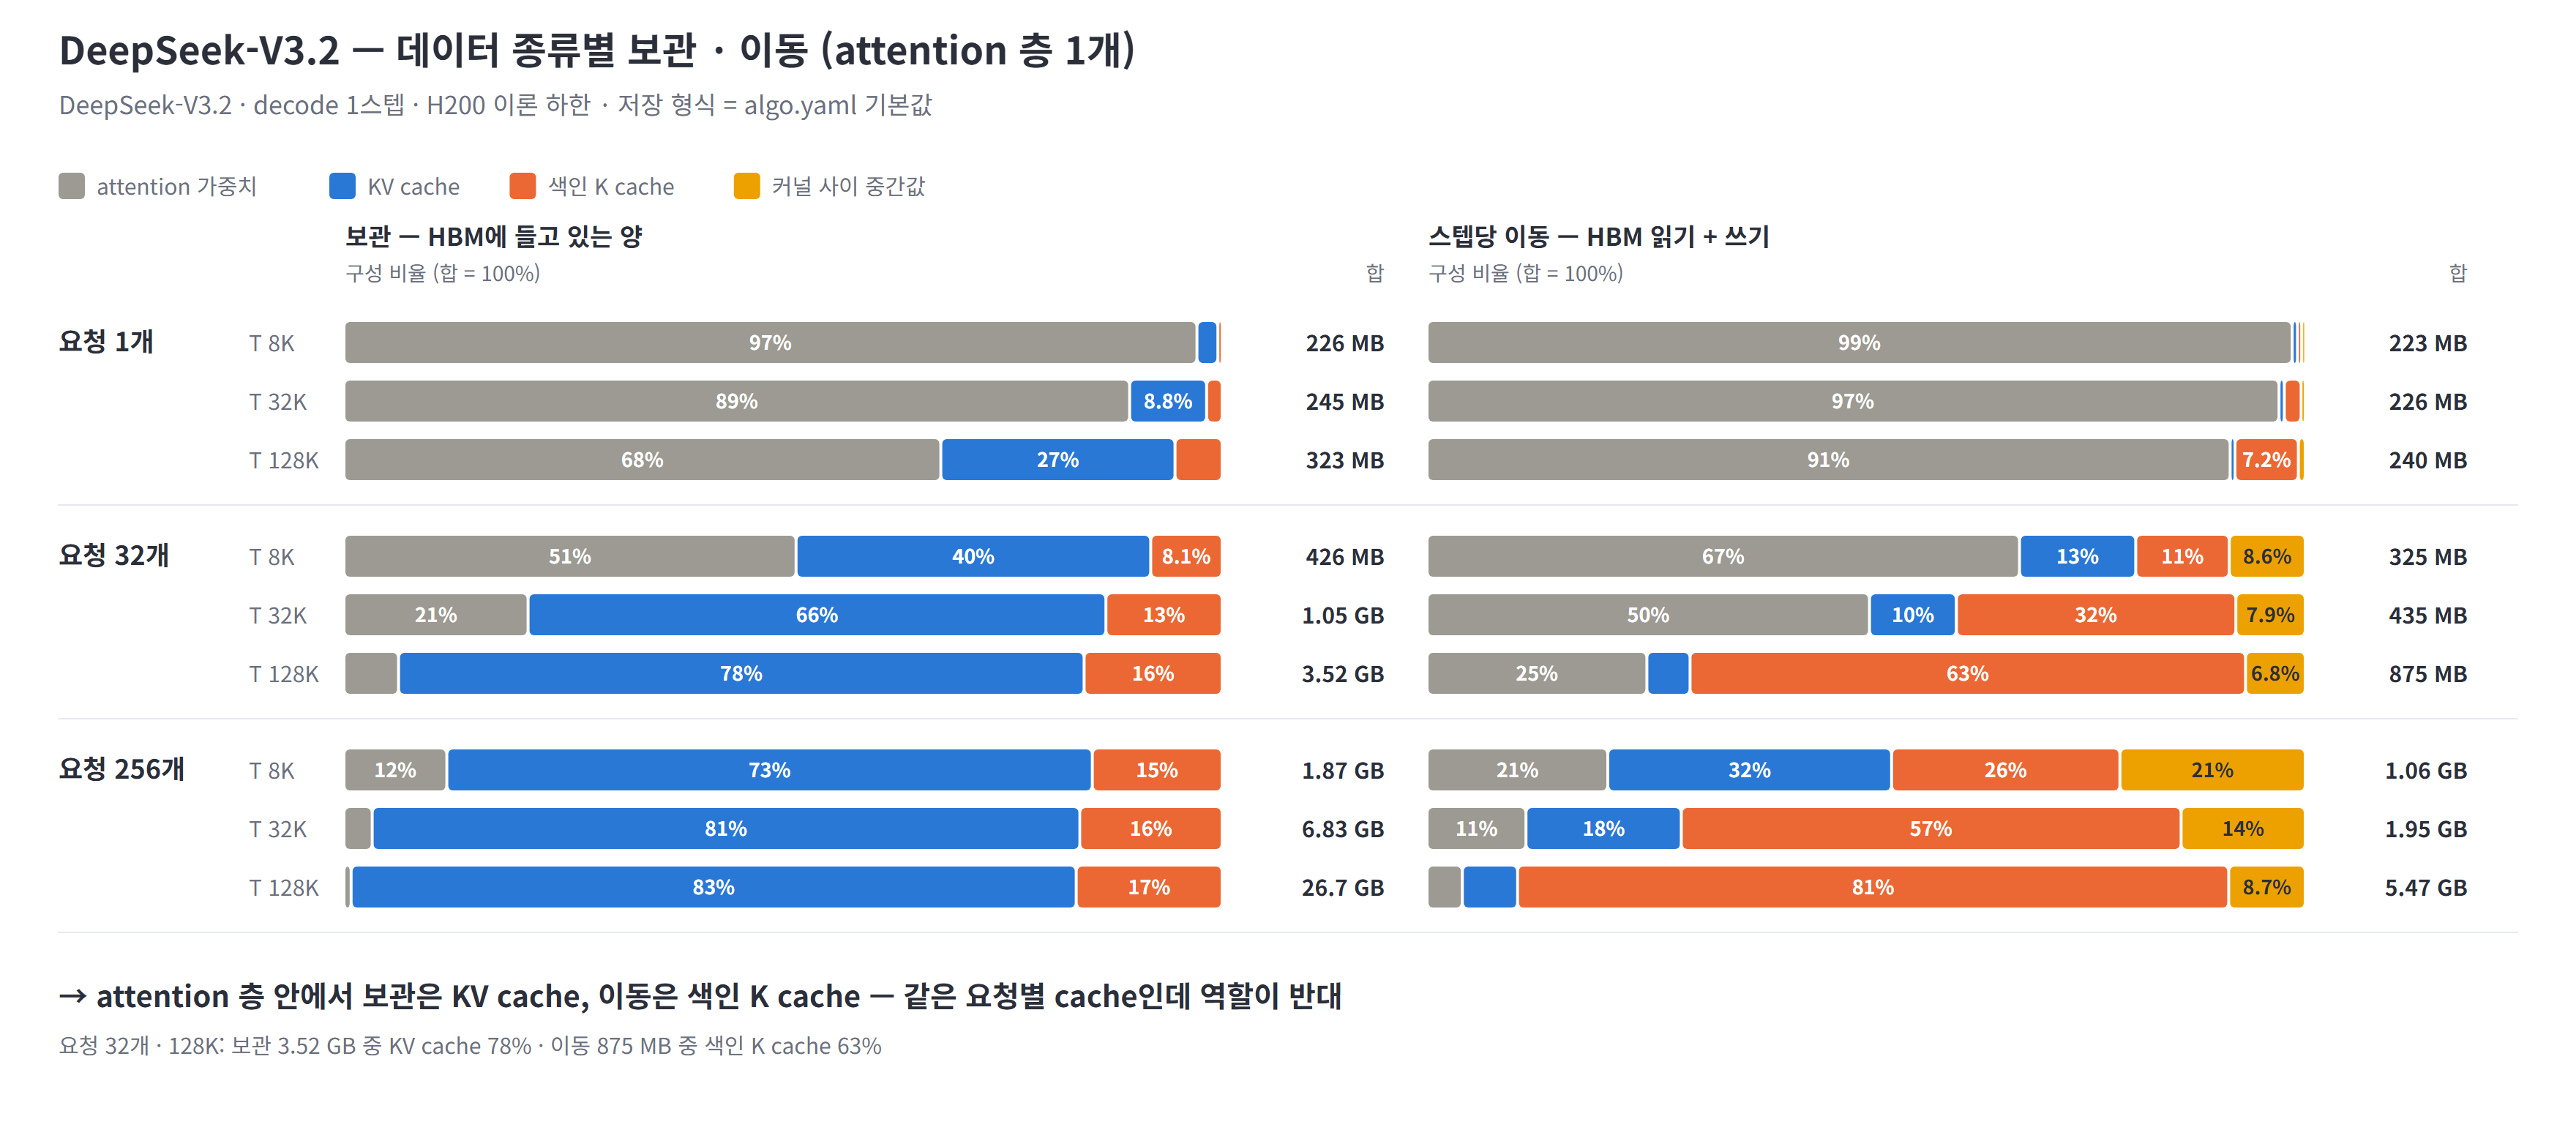 DeepSeek-V3.2 — 데이터 종류별 보관 · 이동 (attention 층 1개)
DeepSeek-V3.2 · decode 1스텝 · H200 이론 하한 · 저장 형식 = algo.yaml 기본값
attention 가중치 KV cache 색인 K cache 커널 사이 중간값
보관 — HBM에 들고 있는 양 스텝당 이동 — HBM 읽기 + 쓰기
구성 비율 (합 = 100%) 합 구성 비율 (합 = 100%) 합
요청 1개 T 8K 97% 226 MB 99% 223 MB
T 32K 89% 8.8% 245 MB 97% 226 MB
T 128K 68% 27% 323 MB 91% 7.2% 240 MB
요청 32개 T 8K 51% 40% 8.1% 426 MB 67% 13% 11% 8.6% 325 MB
T 32K 21% 66% 13% 1.05 GB 50% 10% 32% 7.9% 435 MB
T 128K 78% 16% 3.52 GB 25% 63% 6.8% 875 MB
요청 256개 T 8K 12% 73% 15% 1.87 GB 21% 32% 26% 21% 1.06 GB
T 32K 81% 16% 6.83 GB 11% 18% 57% 14% 1.95 GB
T 128K 83% 17% 26.7 GB 81% 8.7% 5.47 GB
→ attention 층 안에서 보관은 KV cache, 이동은 색인 K cache — 같은 요청별 cache인데 역할이 반대
요청 32개 · 128K: 보관 3.52 GB 중 KV cache 78% · 이동 875 MB 중 색인 K cache 63%